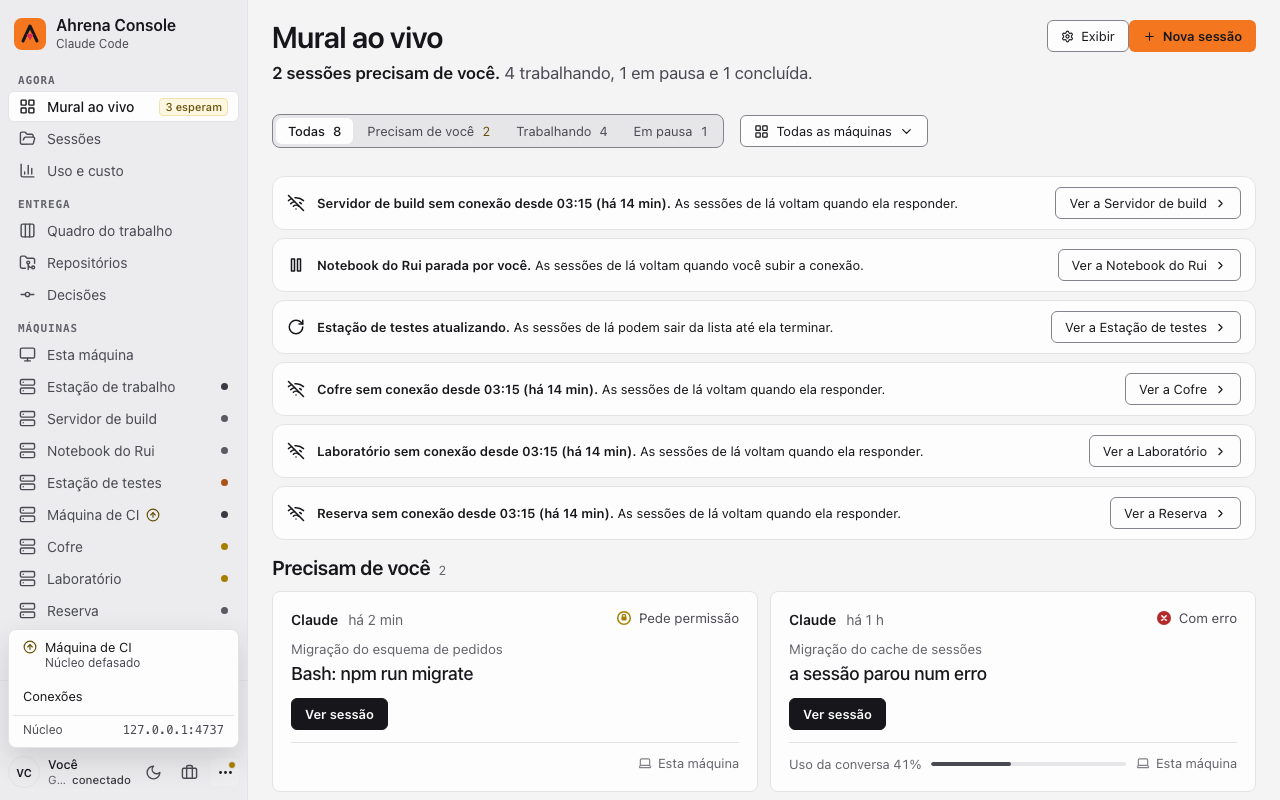 Ahrena Console
Claude Code
AGORA
Mural ao vivo 3 esperam
Sessões
Uso e custo
ENTREGA
Quadro do trabalho
Repositórios
Decisões
MÁQUINAS
Esta máquina
Estação de trabalho
Servidor de build
Notebook do Rui
Estação de testes
Máquina de CI
Cofre
Laboratório
Reserva
Máquina de CI
Núcleo defasado
Conexões
Núcleo 127.0.0.1:4737
VC
Você
G... conectado
Mural ao vivo
Exibir
Nova sessão
2 sessões precisam de você. 4 trabalhando, 1 em pausa e 1 concluída.
Todas 8 Precisam de você 2 Trabalhando 4 Em pausa 1
Todas as máquinas
Servidor de build sem conexão desde 03:15 (há 14 min). As sessões de lá voltam quando ela responder.
Ver a Servidor de build
Notebook do Rui parada por você. As sessões de lá voltam quando você subir a conexão.
Ver a Notebook do Rui
Estação de testes atualizando. As sessões de lá podem sair da lista até ela terminar.
Ver a Estação de testes
Cofre sem conexão desde 03:15 (há 14 min). As sessões de lá voltam quando ela responder.
Ver a Cofre
Laboratório sem conexão desde 03:15 (há 14 min). As sessões de lá voltam quando ela responder.
Ver a Laboratório
Reserva sem conexão desde 03:15 (há 14 min). As sessões de lá voltam quando ela responder.
Ver a Reserva
Precisam de você 2
Claude há 2 min Pede permissão
Migração do esquema de pedidos
Bash: npm run migrate
Ver sessão
Esta máquina
Claude há 1 h Com erro
Migração do cache de sessões
a sessão parou num erro
Ver sessão
Uso da conversa 41% Esta máquina